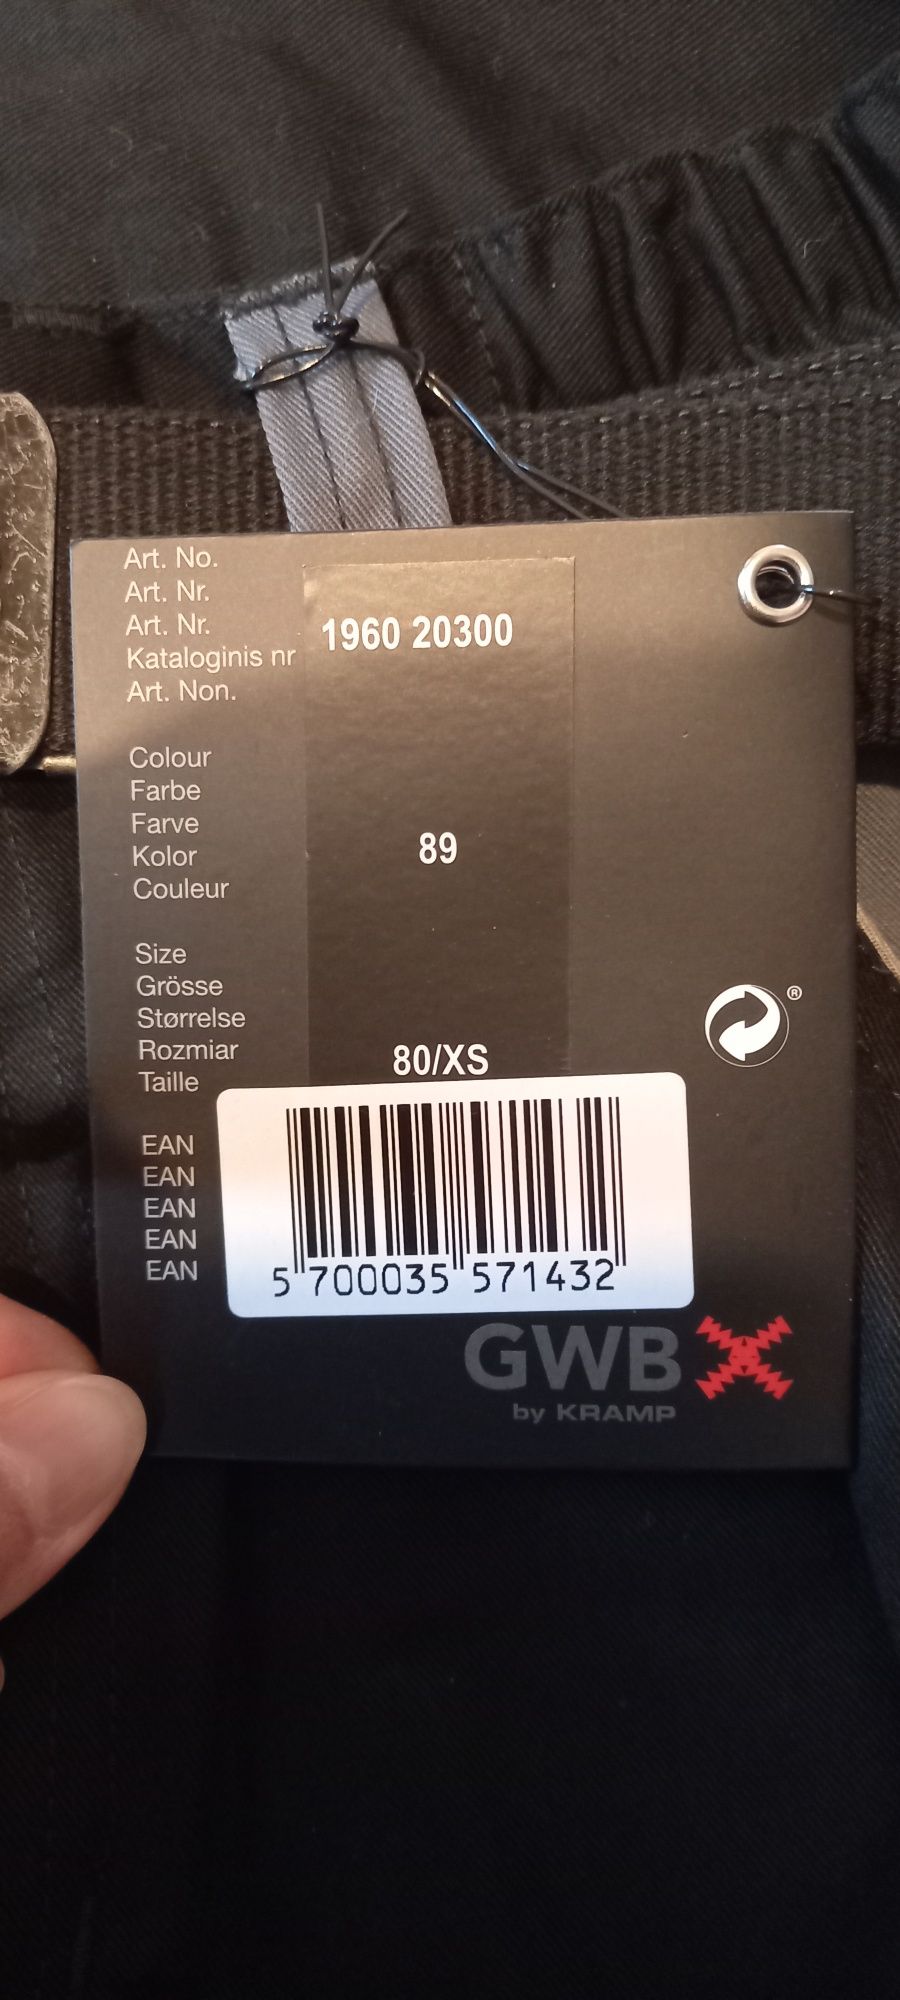 Art. No.
Art. Nr.
Art. Nr.
Kataloginis nr
Art. Non.
1960 20300
Colour
Farbe
Farve
Kolor
Couleur
89
Size
Grösse
Størrelse
Rozmiar
Taille
80/XS
®
EAN
EAN
EAN
EAN
EAN
5 700035 571432
GWB
by KRAMP